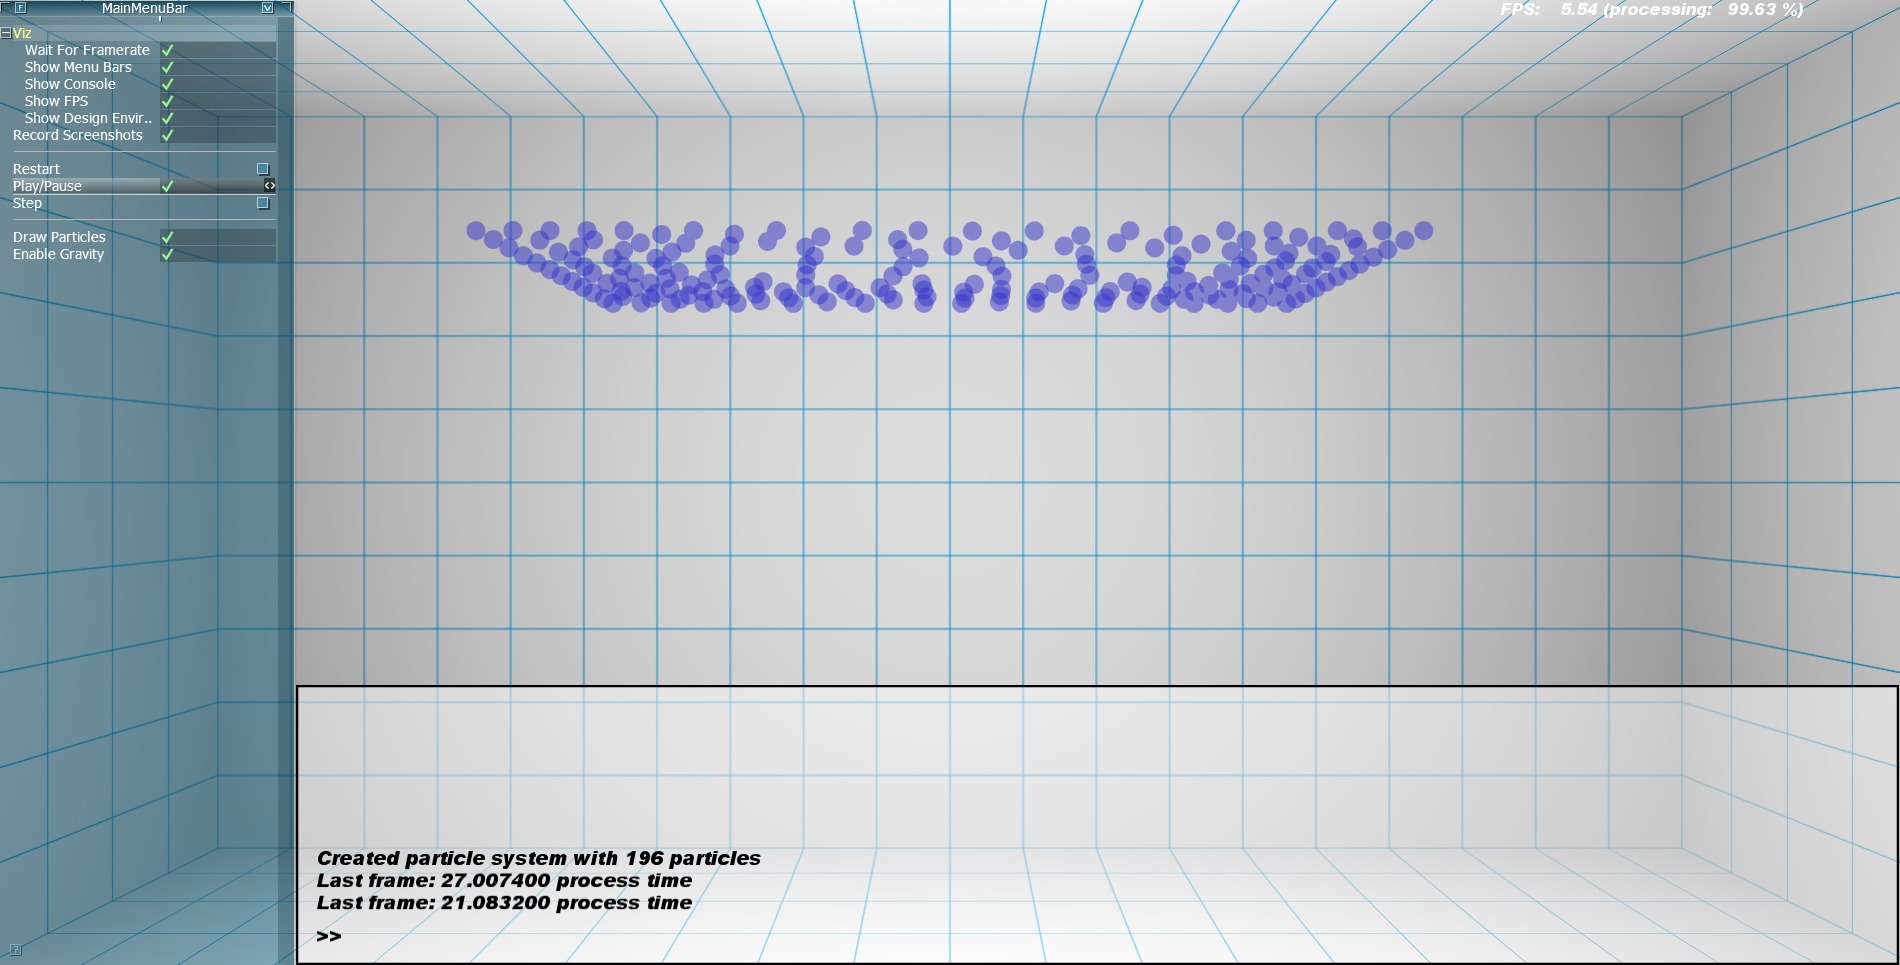 MainMenuBar
FPS: 5.54 (processing: 99.63 %)
Viz
Wait For Framerate
Show Menu Bars
Show Console
Show FPS
Show Design Envir..
Record Screenshots
Restart
Play/Pause
Step
Draw Particles
Enable Gravity
Created particle system with 196 particles
Last frame: 27.007400 process time
Last frame: 21.083200 process time
>>